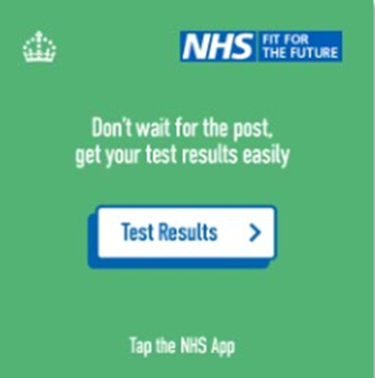 NHS FIT FOR
THE FUTURE
Don't wait for the post,
get your test results easily
Test Results
Tap the NHS App